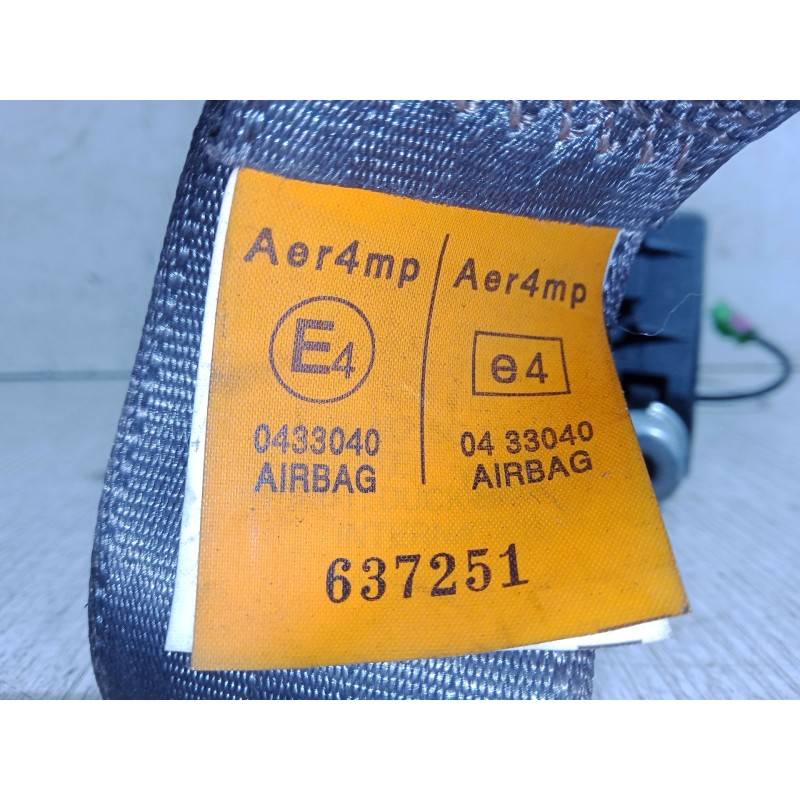 Aer4mp
E4
0433040
AIRBAG
Aer4mp
e4
04 33040
AIRBAG
637251